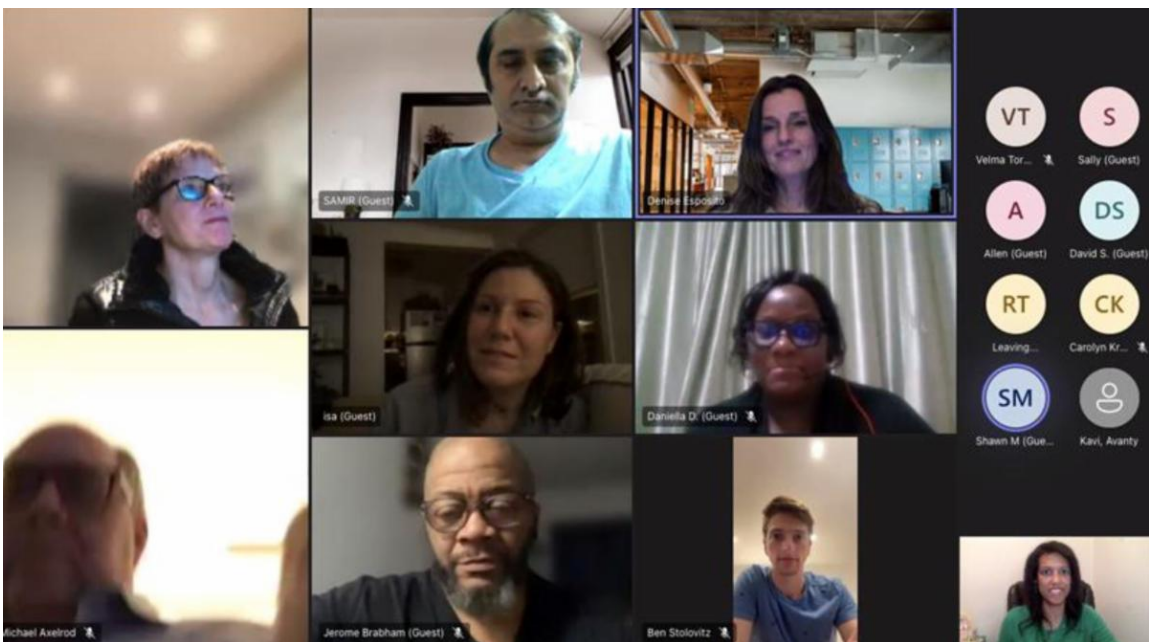 SAMIR (Guest)
Denise Esposito
isa (Guest)
Daniella D. (Guest)
Michael Axelrod
Jerome Brabham (Guest)
Ben Stolovitz
VT
S
Velma Tor...
Sally (Guest)
A
DS
Allen (Guest)
David S. (Guest)
RT
CK
Leaving...
Carolyn Kr...
SM
Shawn M (Gue...
Kavi, Avanty